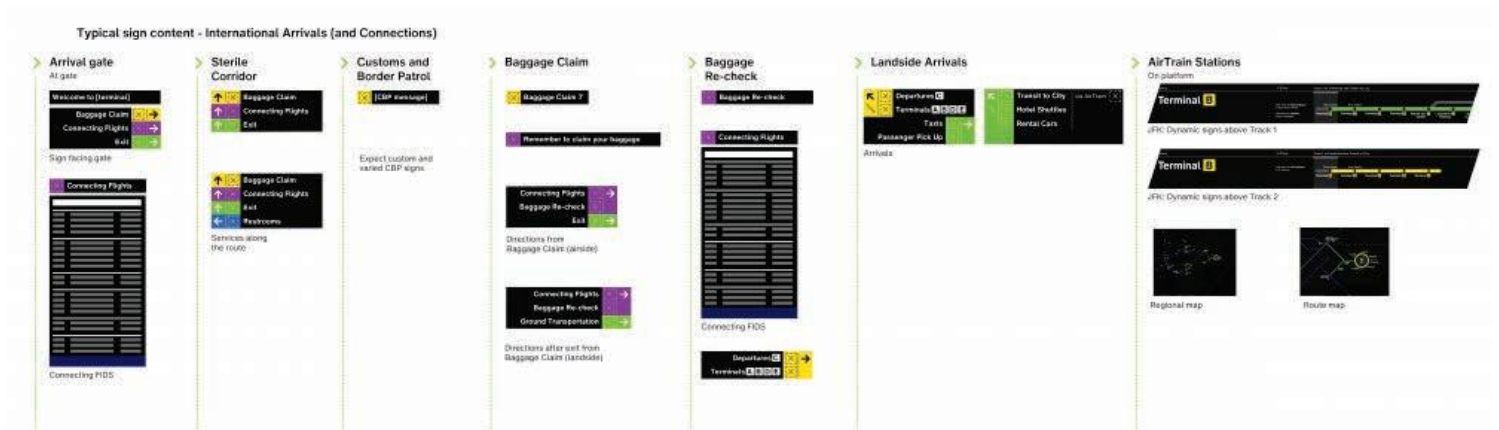 Typical sign content - International Arrivals (and Connections)
Arrival gate
At gate
Welcome to [terminal]
Baggage Claim
Connecting Flights
Exit
Sign facing gate
Connecting Flights
Connecting FIDS
Sterile
Corridor
Baggage Claim
Connecting Flights
Exit
Baggage Claim
Connecting Flights
Exit
Restrooms
Services along
the route
Customs and
Border Patrol
[CBP message]
Expect custom and
varied CBP signs
Baggage Claim
Baggage Claim 7
Remember to claim your baggage
Connecting Flights
Baggage Re-check
Exit
Directions from
Baggage Claim (airside)
Connecting Flights
Baggage Re-check
Ground Transportation
Directions after exit from
Baggage Claim (landside)
Baggage
Re-check
Baggage Re-check
Connecting Flights
Connecting FIDS
Departures C
Terminals A B D E
Landside Arrivals
Departures C
Terminals A B D E
Taxis
Passenger Pick Up
Transit to City via AirTrain
Hotel Shuttles
Rental Cars
Arrivals
AirTrain Stations
On platform
Terminal B
JFK: Dynamic signs above Track 1
Terminal B
JFK: Dynamic signs above Track 2
Regional map
Route map